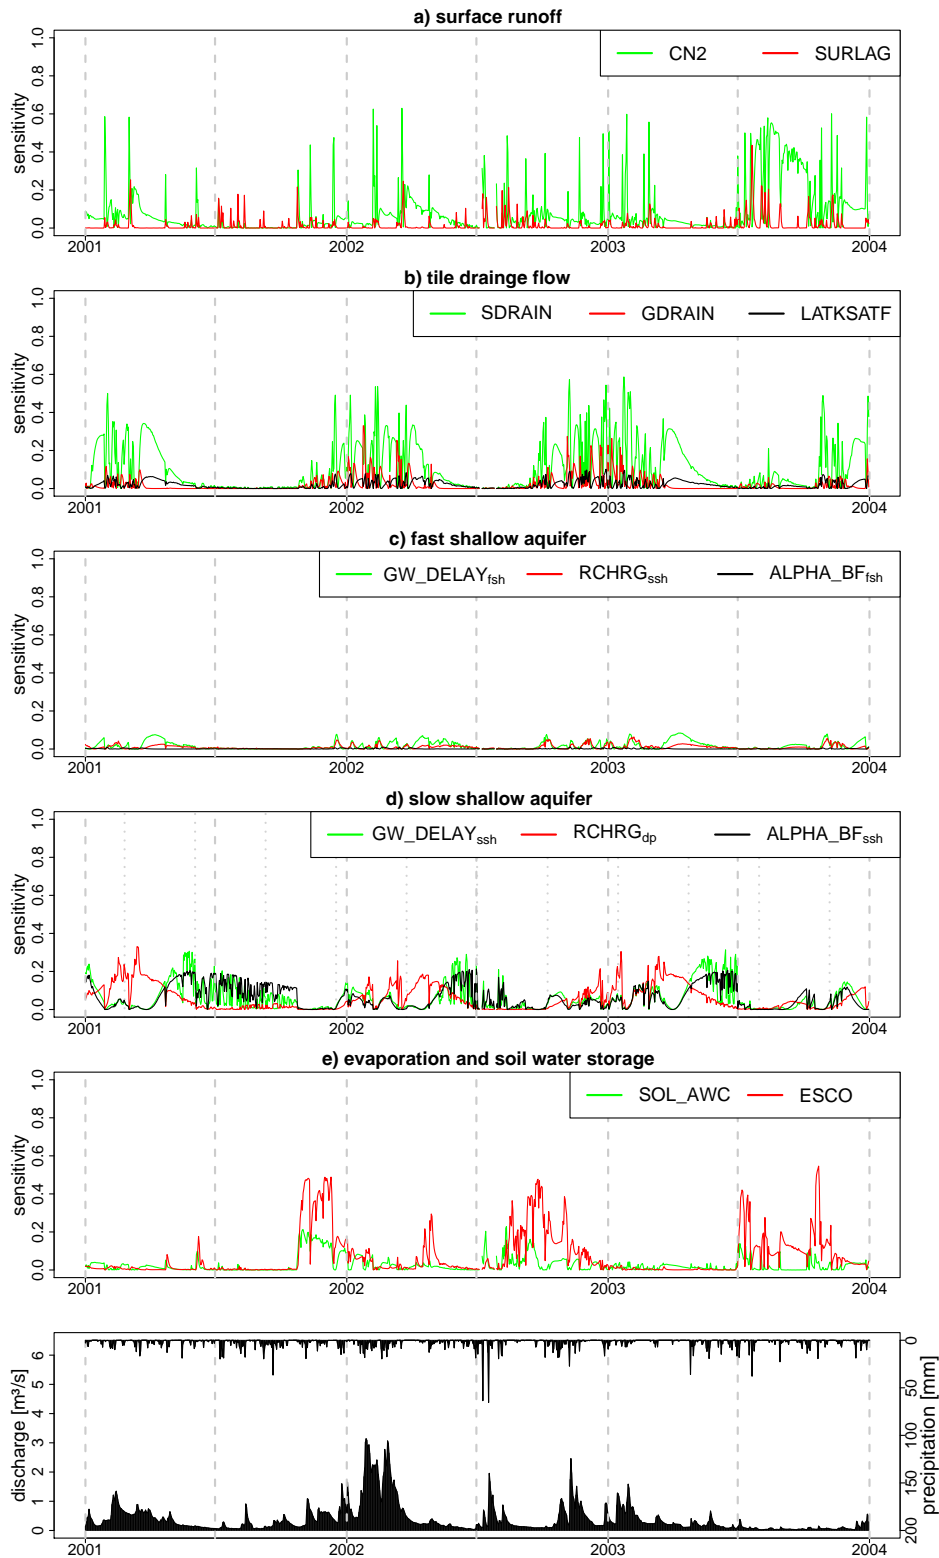 a) surface runoff
CN2 SURLAG
sensitivity
0.0 0.2 0.4 0.6 0.8 1.0
2001 2002 2003 2004
b) tile drainge flow
SDRAIN GDRAIN LATKSATF
sensitivity
0.0 0.2 0.4 0.6 0.8 1.0
2001 2002 2003 2004
c) fast shallow aquifer
GW_DELAYfsh RCHRGssh ALPHA_BFfsh
sensitivity
0.0 0.2 0.4 0.6 0.8 1.0
2001 2002 2003 2004
d) slow shallow aquifer
GW_DELAYssh RCHRGdp ALPHA_BFssh
sensitivity
0.0 0.2 0.4 0.6 0.8 1.0
2001 2002 2003 2004
e) evaporation and soil water storage
SOL_AWC ESCO
sensitivity
0.0 0.2 0.4 0.6 0.8 1.0
2001 2002 2003 2004
discharge [m³/s]
0 1 2 3 4 5 6
0 50 100 150 200
precipitation [mm]
2001 2002 2003 2004